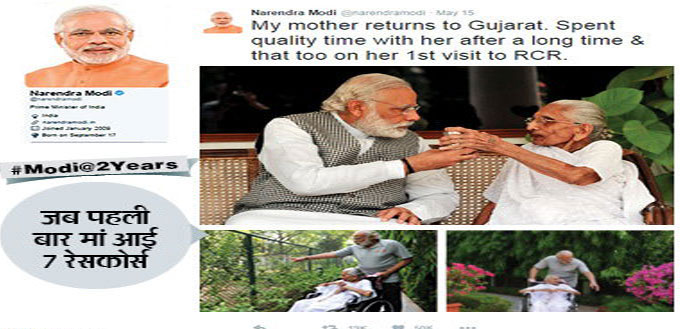 Narendra Modi
@narendramodi
Prime Minister of India
India
narendramodi.in
Joined January 2009
Born on September 17
#Modi@2Years
जब पहली
बार मां आई
7 रेसकोर्स
Narendra Modi @narendramodi · May 15
My mother returns to Gujarat. Spent
quality time with her after a long time &
that too on her 1st visit to RCR.